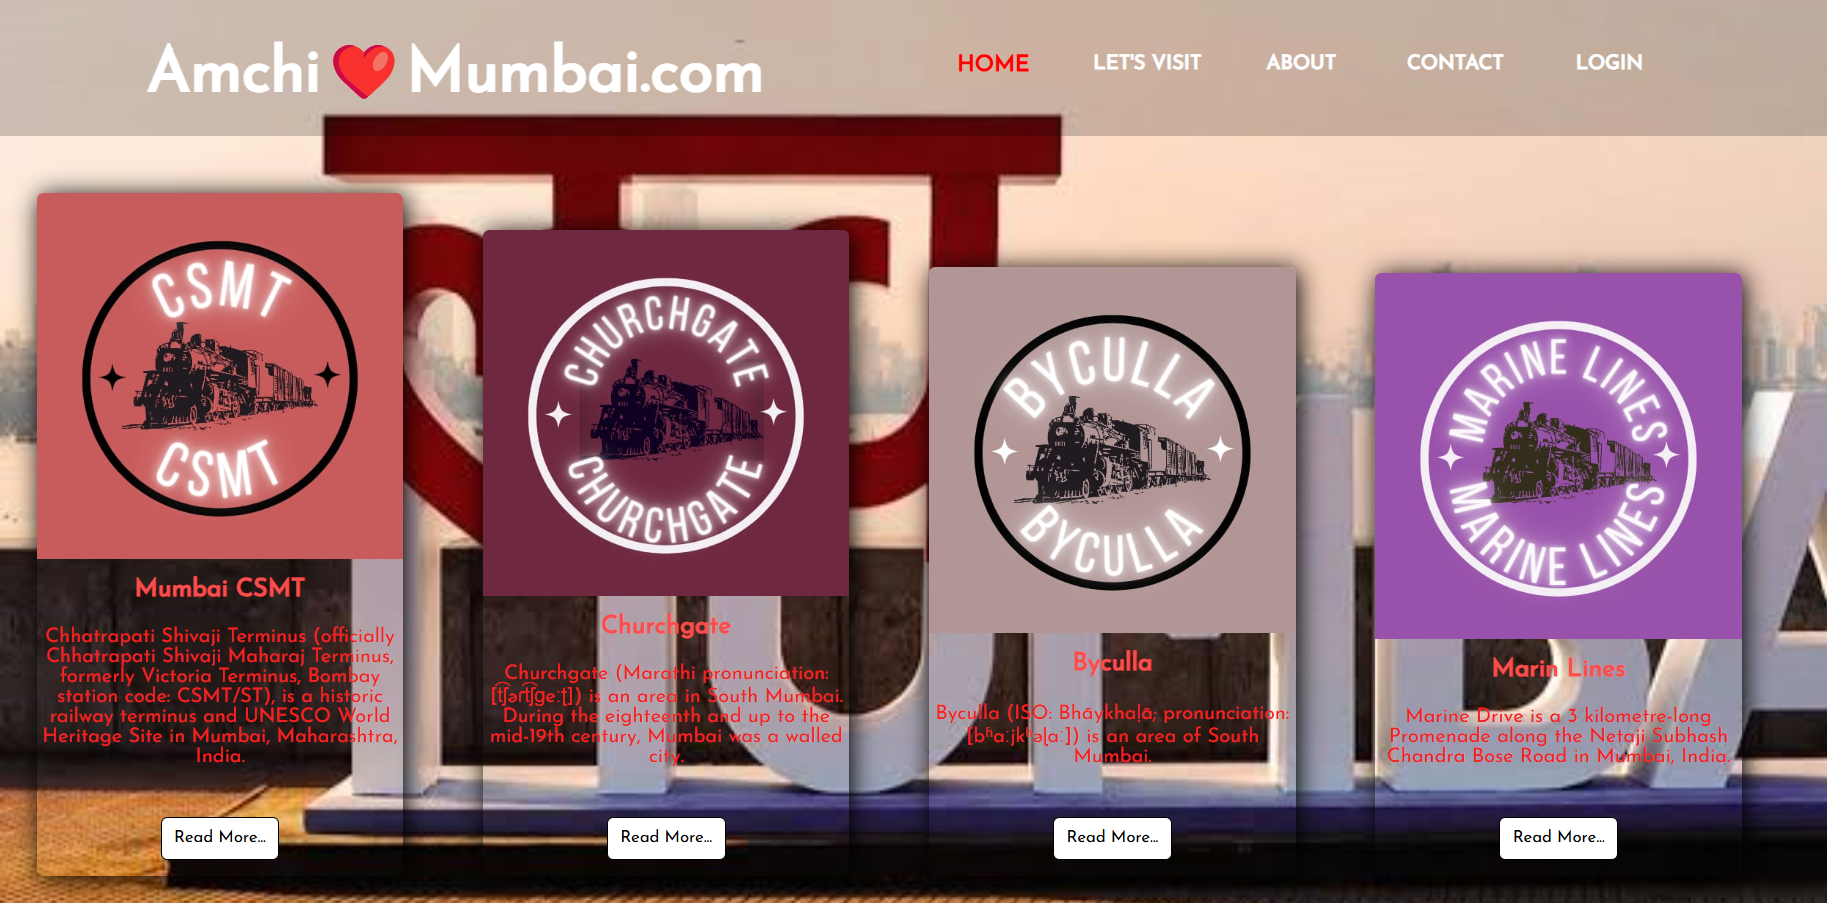 Amchi ❤️ Mumbai.com
HOME
LET'S VISIT
ABOUT
CONTACT
LOGIN
CSMT
CSMT
Mumbai CSMT
Chhatrapati Shivaji Terminus (officially
Chhatrapati Shivaji Maharaj Terminus,
formerly Victoria Terminus, Bombay
station code: CSMT/ST), is a historic
railway terminus and UNESCO World
Heritage Site in Mumbai, Maharashtra,
India.
Read More...
CHURCHGATE
CHURCHGATE
Churchgate
Churchgate (Marathi pronunciation:
[t͡ʃərt͡ʃɡeːʈ]) is an area in South Mumbai.
During the eighteenth and up to the
mid-19th century, Mumbai was a walled
city.
Read More...
BYCULLA
BYCULLA
Byculla
Byculla (ISO: Bhāykhaḷā; pronunciation:
[bʱaːjkʰəɭaː]) is an area of South
Mumbai.
Read More...
MARINE LINES
MARINE LINES
Marin Lines
Marine Drive is a 3 kilometre-long
Promenade along the Netaji Subhash
Chandra Bose Road in Mumbai, India.
Read More...